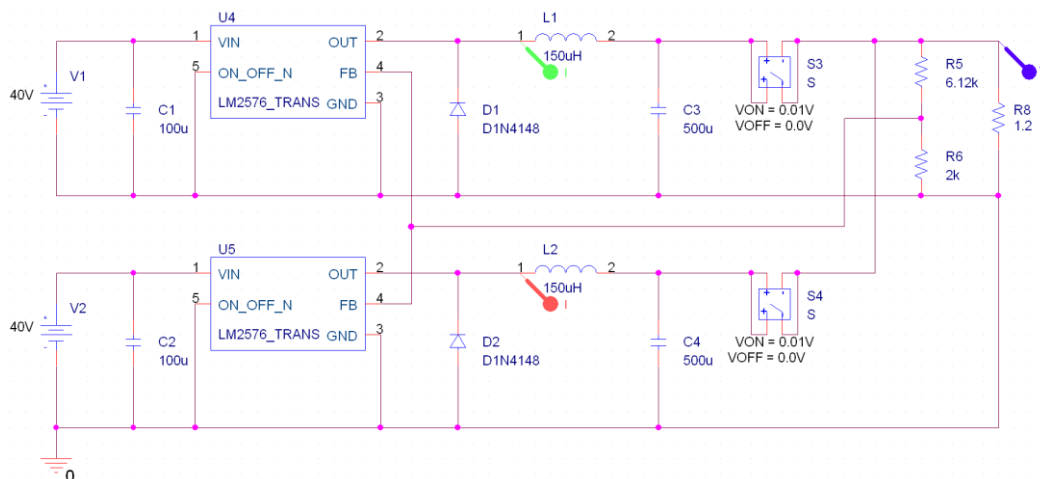 U4
1 VIN OUT 2
5 ON_OFF_N FB 4
LM2576_TRANS GND 3
V1
40V
C1
100u
D1
D1N4148
L1
1 2
150uH
I
C3
500u
S3
S
VON = 0.01V
VOFF = 0.0V
R5
6.12k
R6
2k
R8
1.2
U5
1 VIN OUT 2
5 ON_OFF_N FB 4
LM2576_TRANS GND 3
V2
40V
C2
100u
D2
D1N4148
L2
1 2
150uH
I
C4
500u
S4
S
VON = 0.01V
VOFF = 0.0V
0